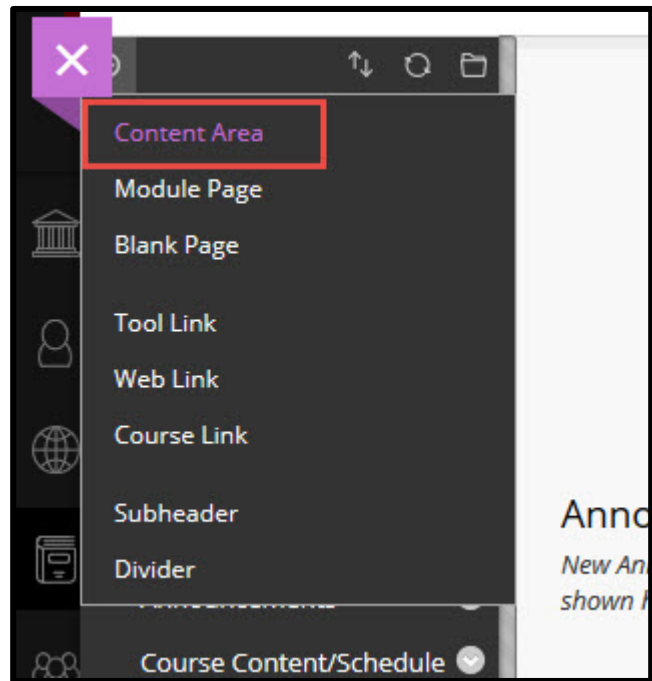 Content Area
Module Page
Blank Page
Tool Link
Web Link
Course Link
Subheader
Divider
Anno
New An
shown h
Course Content/Schedule